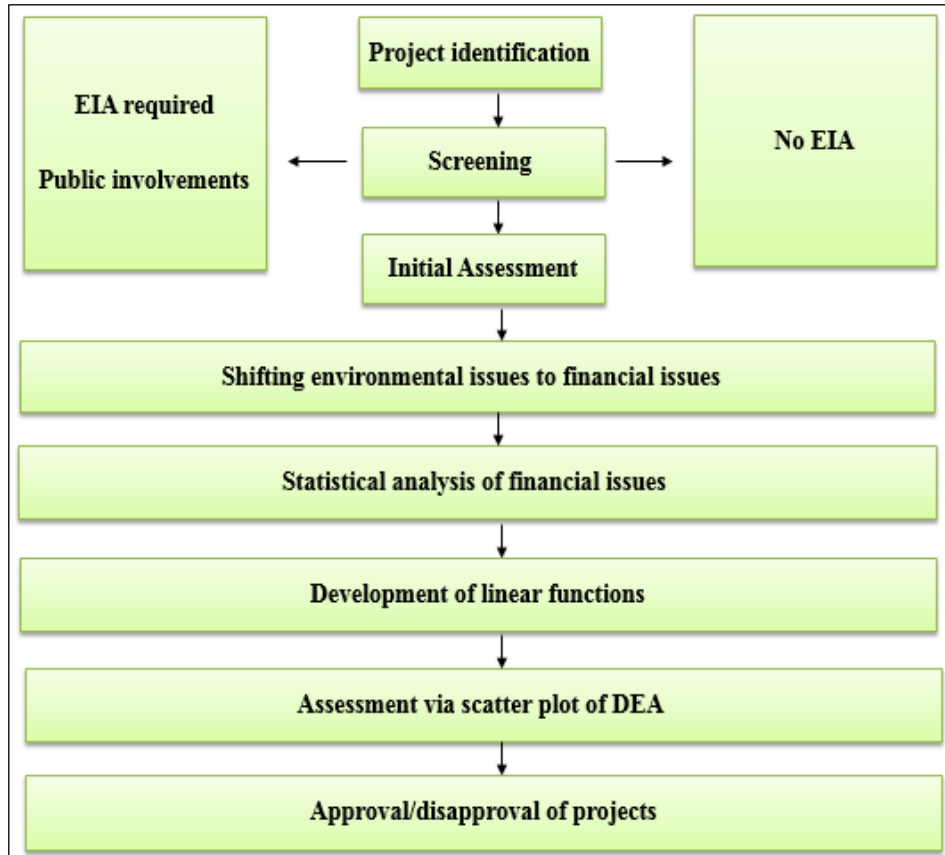 Project identification
EIA required
Public involvements
Screening
No EIA
Initial Assessment
Shifting environmental issues to financial issues
Statistical analysis of financial issues
Development of linear functions
Assessment via scatter plot of DEA
Approval/disapproval of projects